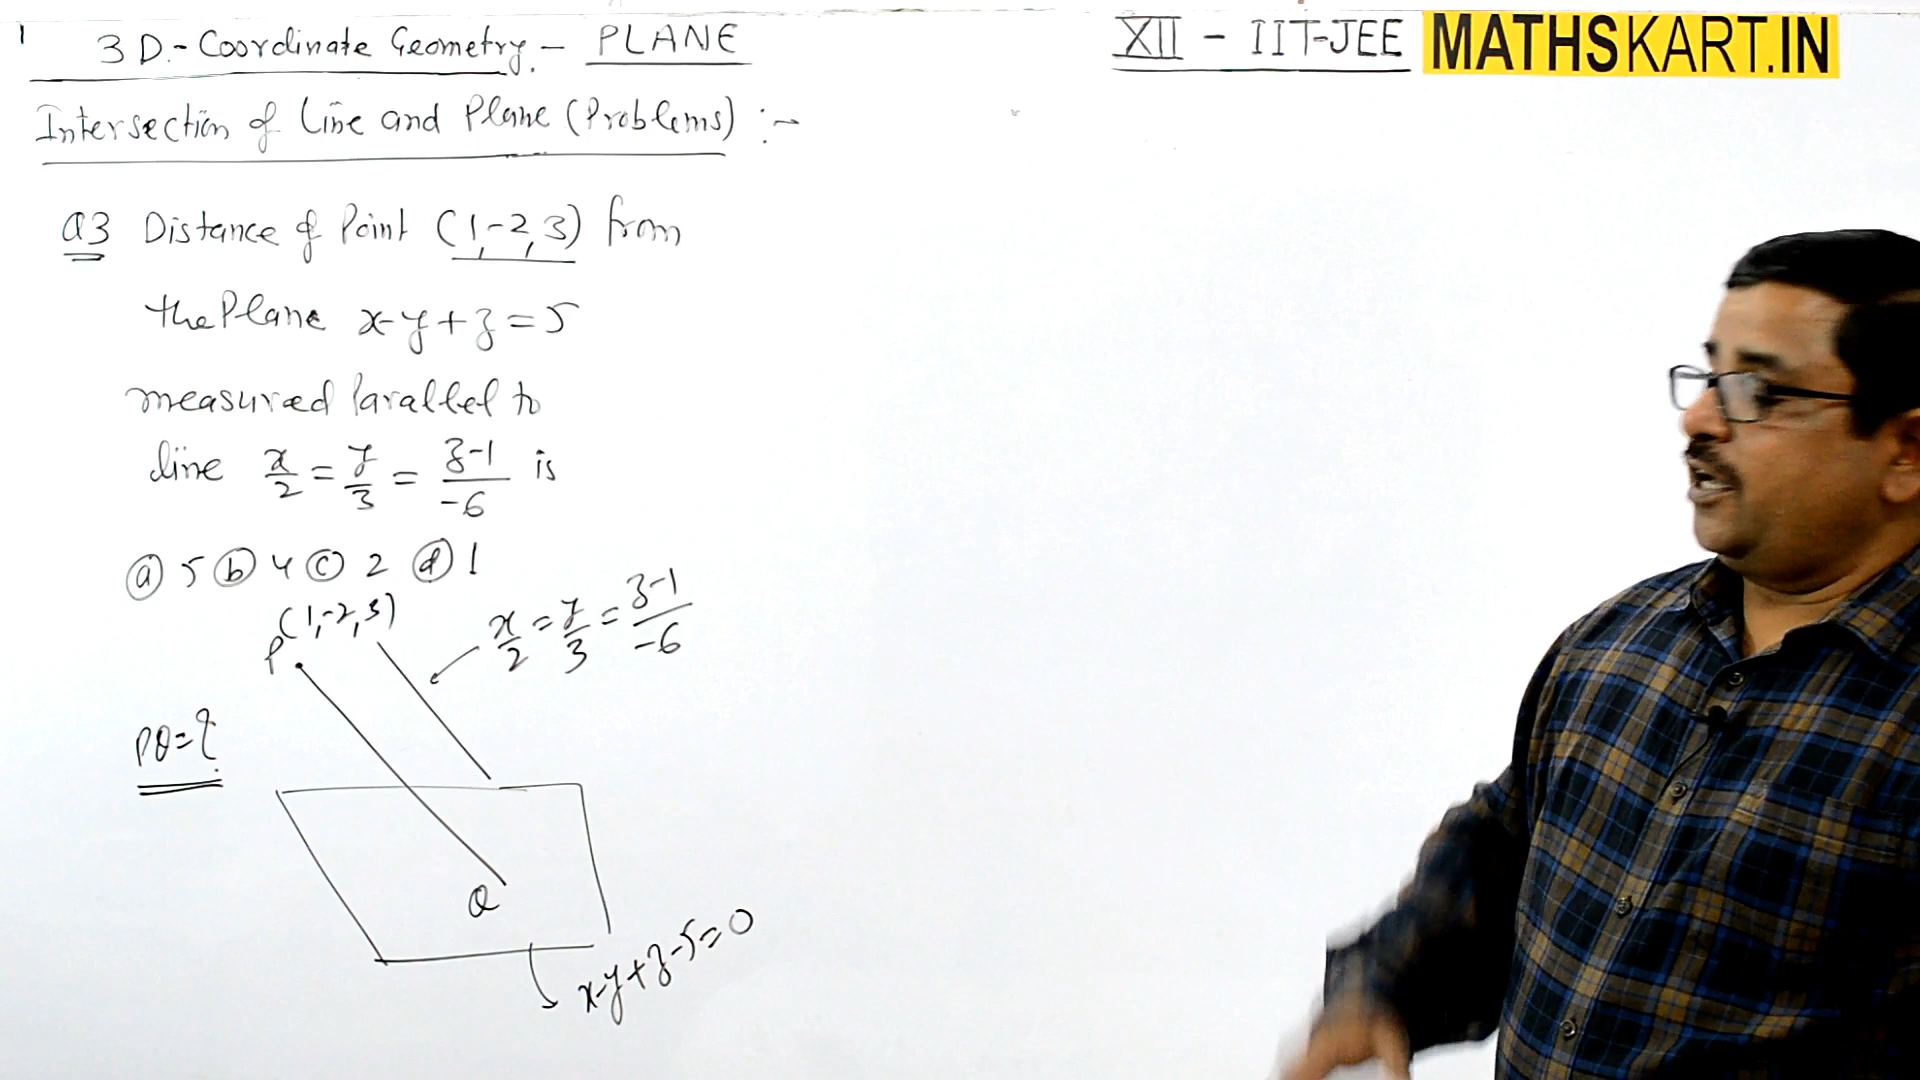 1
3D.-Coordinate Geometry.- PLANE
XII - IIT-JEE MATHSKART.IN
Intersection of Line and Plane (Problems) :-
Q3 Distance of Point (1,-2,3) from
the Plane x-y+z=5
measured Parallel to
line x/2 = y/3 = z-1/-6 is
(a) 5 (b) 4 (c) 2 (d) 1
P (1,-2,3)
x/2 = y/3 = z-1/-6
PQ=?
Q
x-y+z-5=0